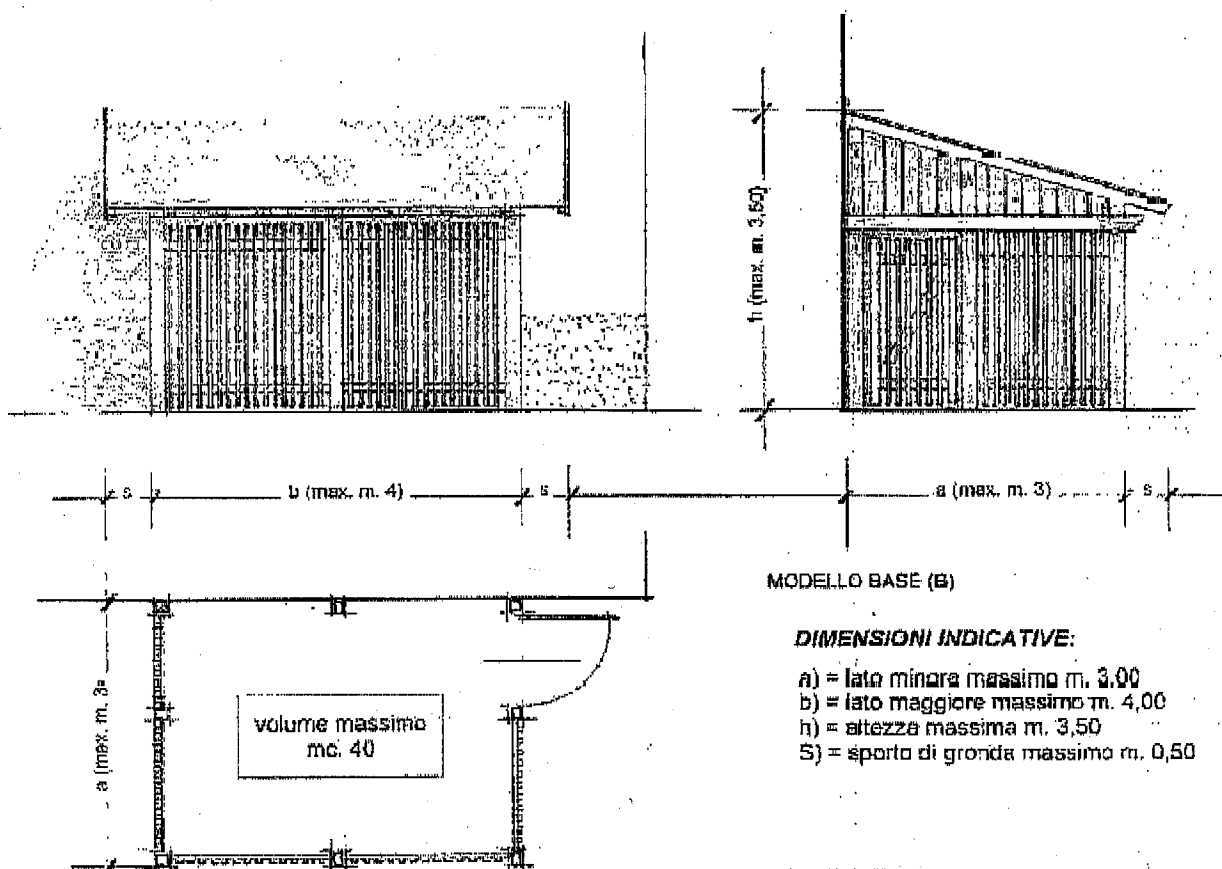 h (max. m. 3,50)
s
b (max. m. 4)
s
a (max. m. 3)
s
MODELLO BASE (B)
a (max. m. 3)
volume massimo
mc. 40
DIMENSIONI INDICATIVE:
a) = lato minore massimo m. 3.00
b) = lato maggiore massimo m. 4,00
h) = altezza massima m. 3,50
S) = sporto di gronda massimo m. 0,50